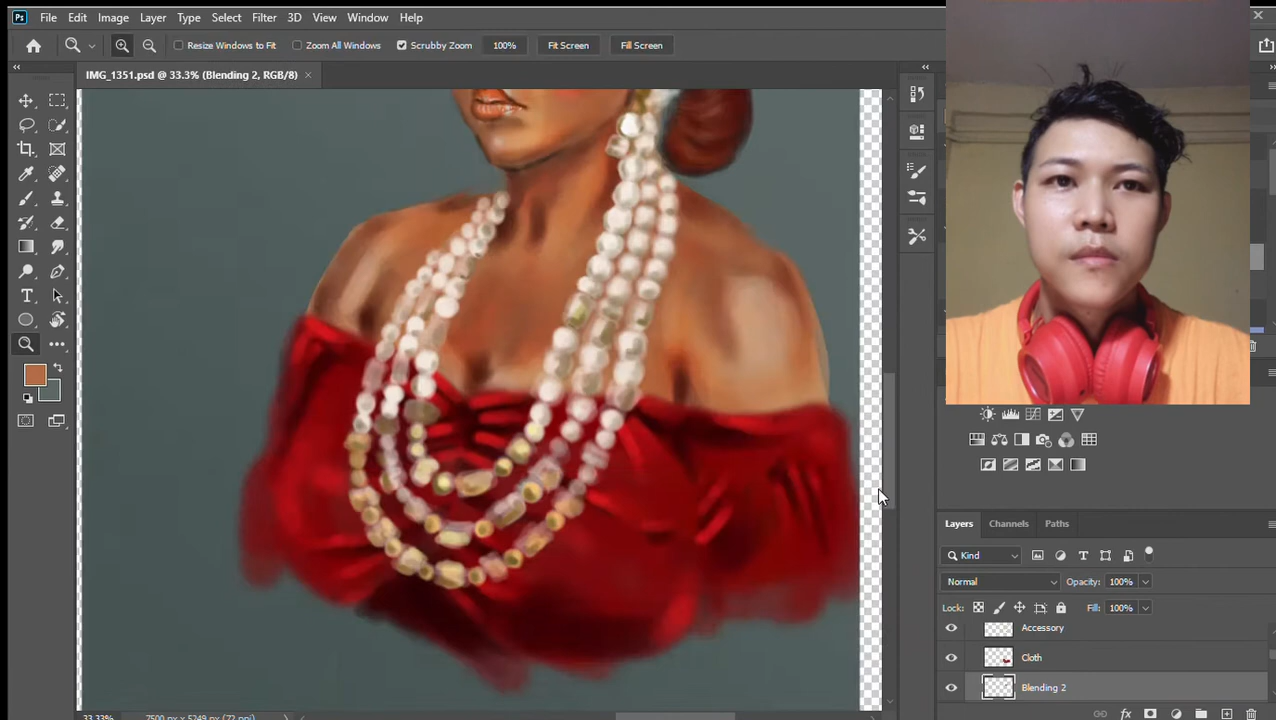 Ps File Edit Image Layer Type Select Filter 3D View Window Help
Resize Windows to Fit Zoom All Windows Scrubby Zoom 100% Fit Screen Fill Screen
IMG_1351.psd @ 33.3% (Blending 2, RGB/8) ×
Layers Channels Paths
Kind
Normal Opacity: 100%
Lock: Fill: 100%
Accessory
Cloth
Blending 2
33.33% 7500 px x 5249 px (72 ppi)
fx